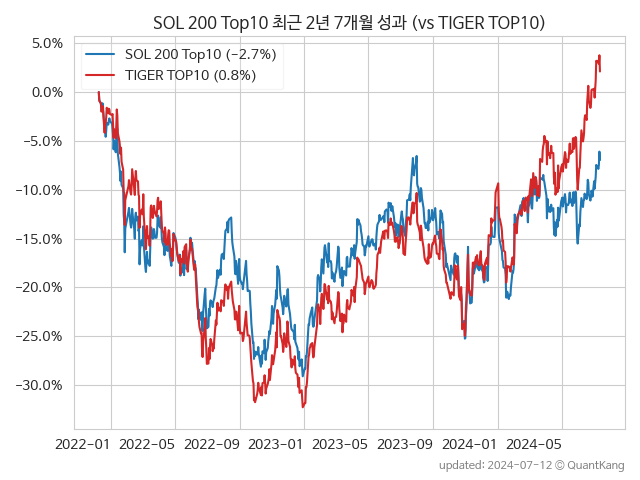 SOL 200 Top10 최근 2년 7개월 성과 (vs TIGER TOP10)
SOL 200 Top10 (−2.7%)
TIGER TOP10 (0.8%)
5.0%
0.0%
−5.0%
−10.0%
−15.0%
−20.0%
−25.0%
−30.0%
2022−01 2022−05 2022−09 2023−01 2023−05 2023−09 2024−01 2024−05
updated: 2024-07-12 © QuantKang